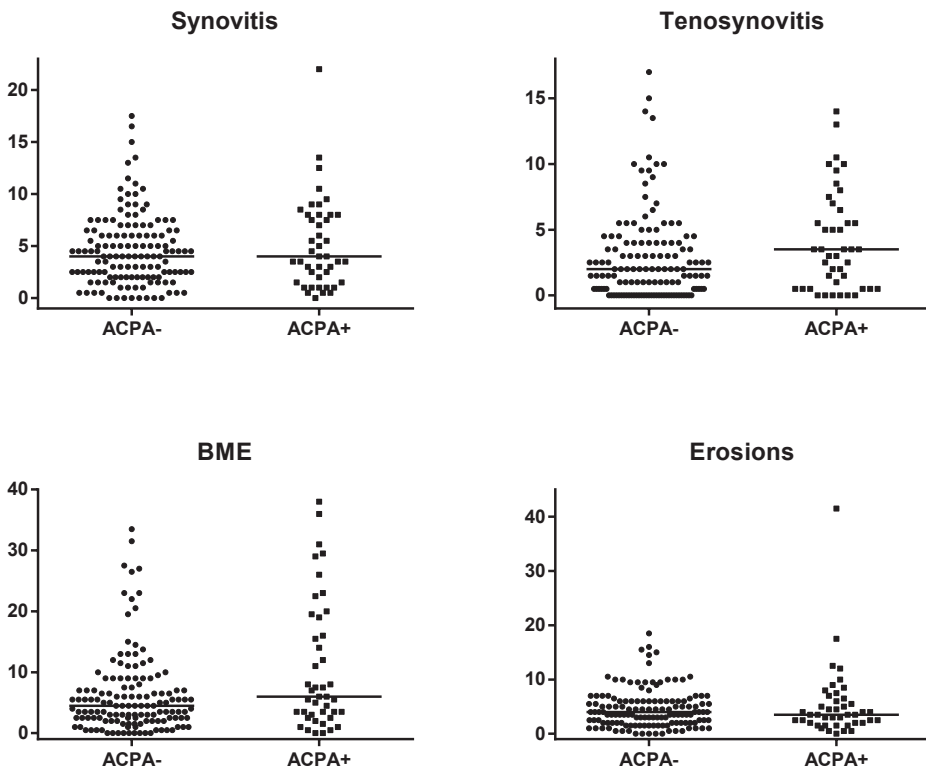 Synovitis
20
15
10
5
0
ACPA-
ACPA+
Tenosynovitis
15
10
5
0
ACPA-
ACPA+
BME
40
30
20
10
0
ACPA-
ACPA+
Erosions
40
30
20
10
0
ACPA-
ACPA+